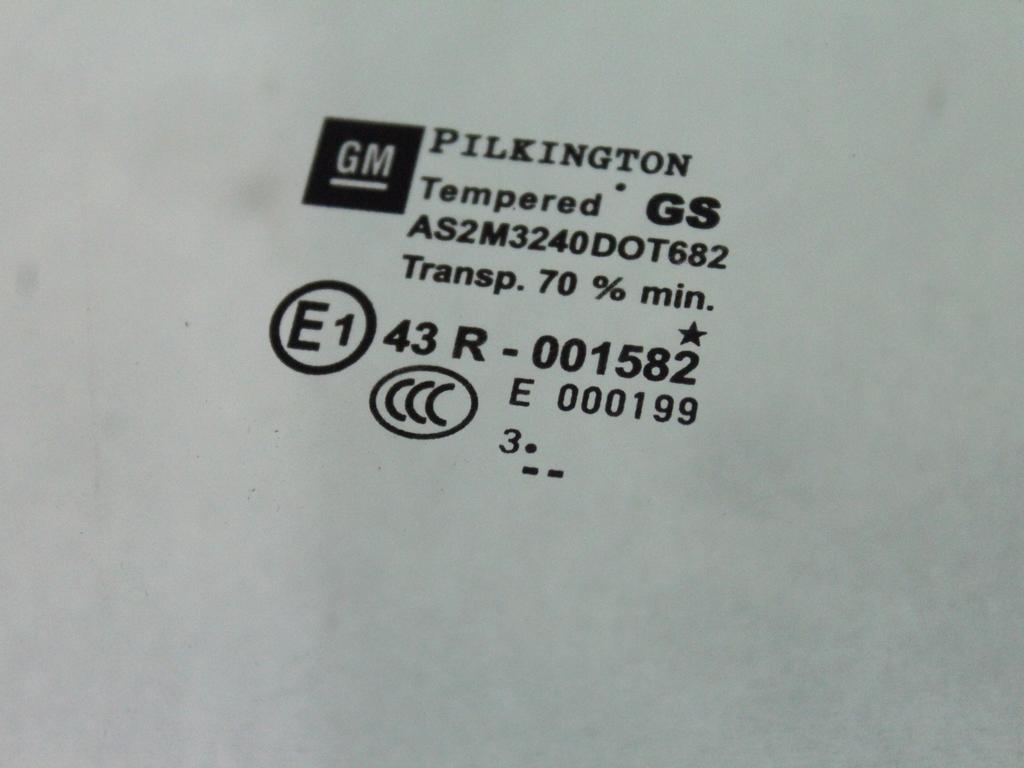 GM
PILKINGTON
Tempered GS
AS2M3240DOT682
Transp. 70 % min.
E1 43 R - 001582
CCC E 000199
3